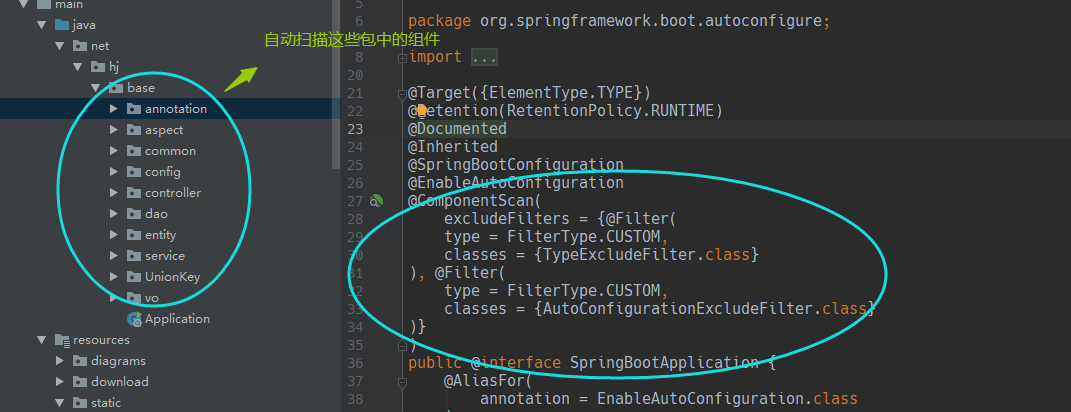 main
java
net
hj
base
annotation
aspect
common
config
controller
dao
entity
service
UnionKey
vo
Application
resources
diagrams
download
static
自动扫描这些包中的组件
5
6 package org.springframework.boot.autoconfigure;
7
8 import ...
20
21 @Target({ElementType.TYPE})
22 @Retention(RetentionPolicy.RUNTIME)
23 @Documented
24 @Inherited
25 @SpringBootConfiguration
26 @EnableAutoConfiguration
27 @ComponentScan(
28 excludeFilters = {@Filter(
29 type = FilterType.CUSTOM,
30 classes = {TypeExcludeFilter.class}
31 ), @Filter(
32 type = FilterType.CUSTOM,
33 classes = {AutoConfigurationExcludeFilter.class}
34 )}
35 )
36 public @interface SpringBootApplication {
37 @AliasFor(
38 annotation = EnableAutoConfiguration.class